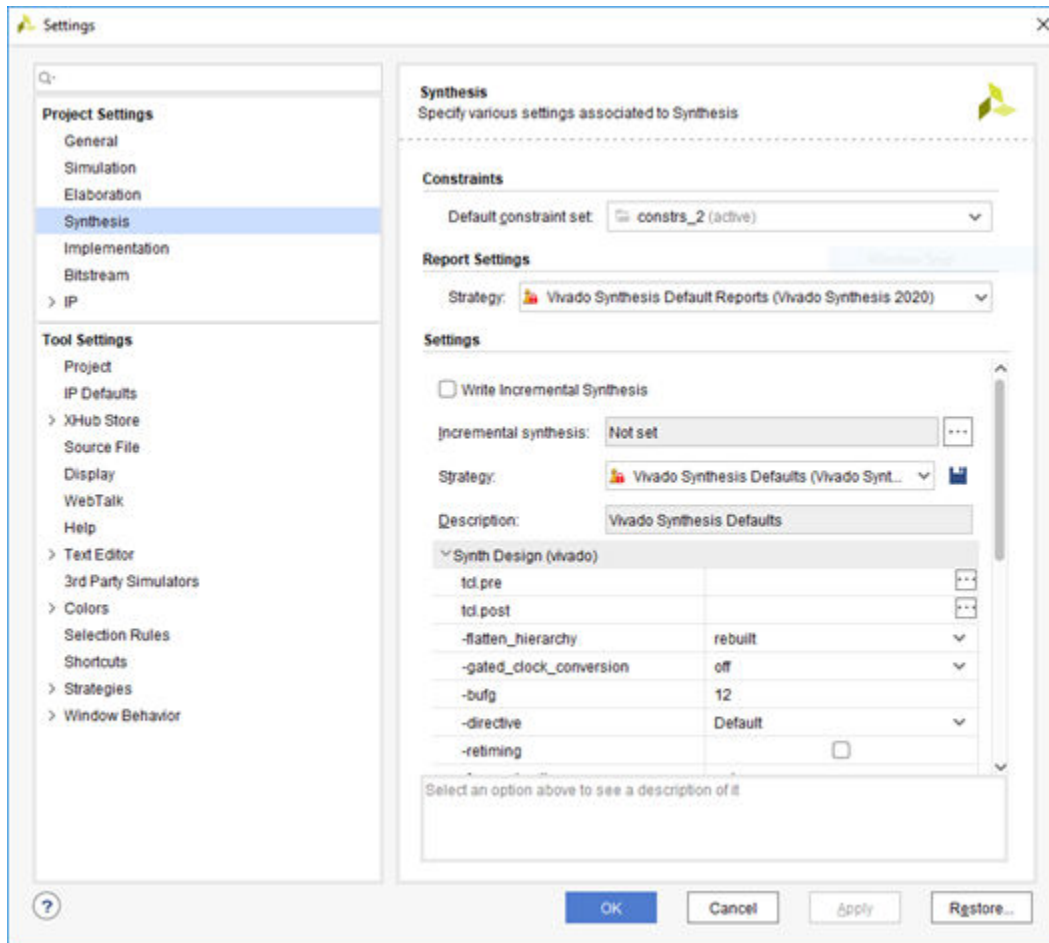 Settings
Project Settings
General
Simulation
Elaboration
Synthesis
Implementation
Bitstream
> IP
Tool Settings
Project
IP Defaults
> XHub Store
Source File
Display
WebTalk
Help
> Text Editor
3rd Party Simulators
> Colors
Selection Rules
Shortcuts
> Strategies
> Window Behavior
Synthesis
Specify various settings associated to Synthesis
Constraints
Default constraint set: constrs_2 (active)
Report Settings
Strategy: Vivado Synthesis Default Reports (Vivado Synthesis 2020)
Settings
Write Incremental Synthesis
Incremental synthesis: Not set
Strategy: Vivado Synthesis Defaults (Vivado Synt...
Description: Vivado Synthesis Defaults
Synth Design (vivado)
tcl.pre
tcl.post
-flatten_hierarchy rebuilt
-gated_clock_conversion off
-bufg 12
-directive Default
-retiming
Select an option above to see a description of it
? OK Cancel Apply Restore...